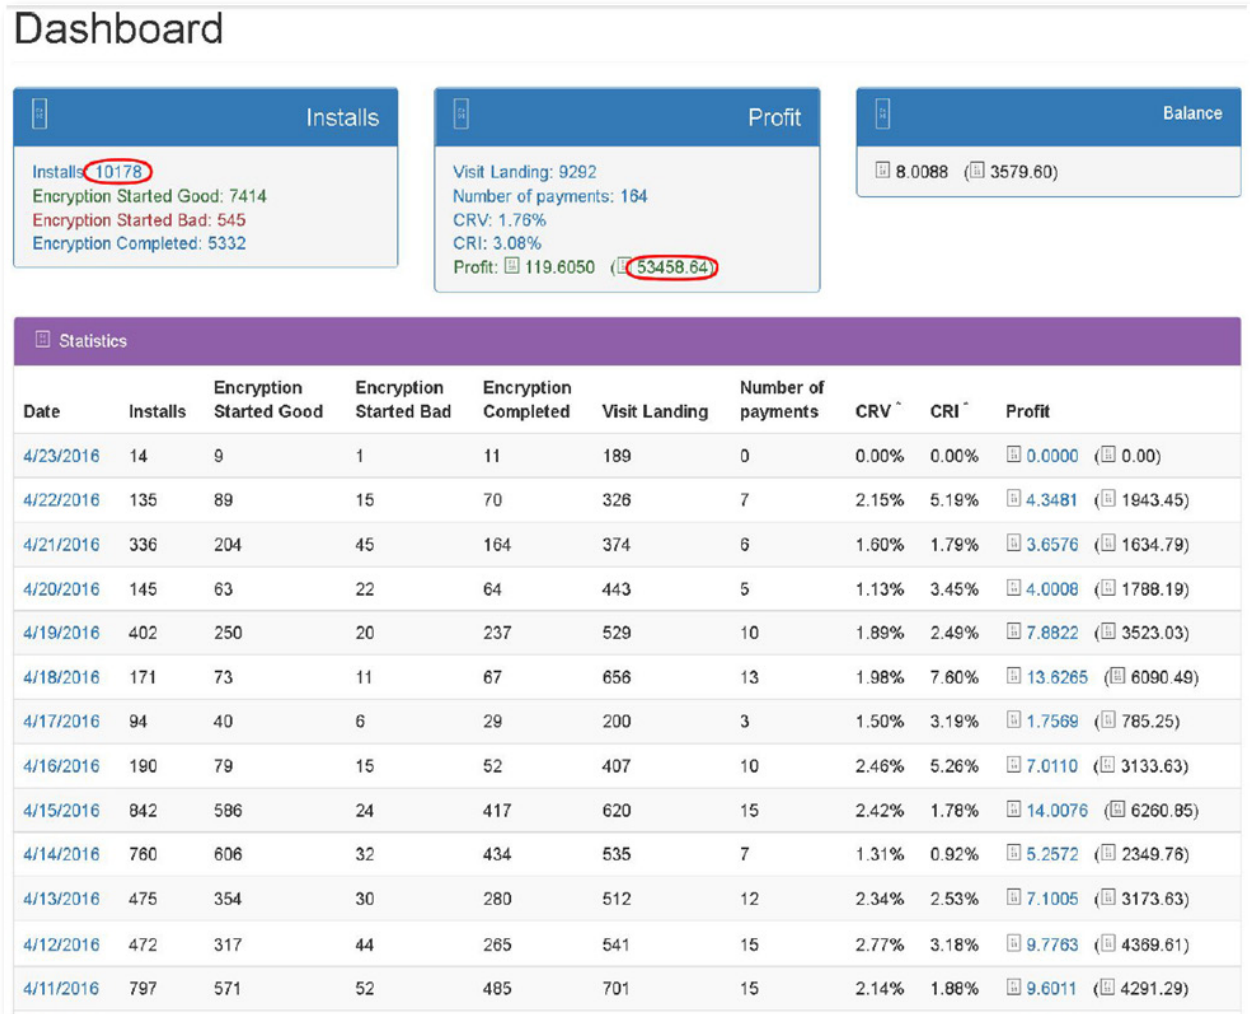 Dashboard
Installs
Installs: 10178
Encryption Started Good: 7414
Encryption Started Bad: 545
Encryption Completed: 5332
Profit
Visit Landing: 9292
Number of payments: 164
CRV: 1.76%
CRI: 3.08%
Profit: 119.6050 ( 53458.64)
Balance
8.0088 ( 3579.60)
Statistics
Date Installs Encryption Started Good Encryption Started Bad Encryption Completed Visit Landing Number of payments CRV CRI Profit
4/23/2016 14 9 1 11 189 0 0.00% 0.00% 0.0000 ( 0.00)
4/22/2016 135 89 15 70 326 7 2.15% 5.19% 4.3481 ( 1943.45)
4/21/2016 336 204 45 164 374 6 1.60% 1.79% 3.6576 ( 1634.79)
4/20/2016 145 63 22 64 443 5 1.13% 3.45% 4.0008 ( 1788.19)
4/19/2016 402 250 20 237 529 10 1.89% 2.49% 7.8822 ( 3523.03)
4/18/2016 171 73 11 67 656 13 1.98% 7.60% 13.6265 ( 6090.49)
4/17/2016 94 40 6 29 200 3 1.50% 3.19% 1.7569 ( 785.25)
4/16/2016 190 79 15 52 407 10 2.46% 5.26% 7.0110 ( 3133.63)
4/15/2016 842 586 24 417 620 15 2.42% 1.78% 14.0076 ( 6260.85)
4/14/2016 760 606 32 434 535 7 1.31% 0.92% 5.2572 ( 2349.76)
4/13/2016 475 354 30 280 512 12 2.34% 2.53% 7.1005 ( 3173.63)
4/12/2016 472 317 44 265 541 15 2.77% 3.18% 9.7763 ( 4369.61)
4/11/2016 797 571 52 485 701 15 2.14% 1.88% 9.6011 ( 4291.29)